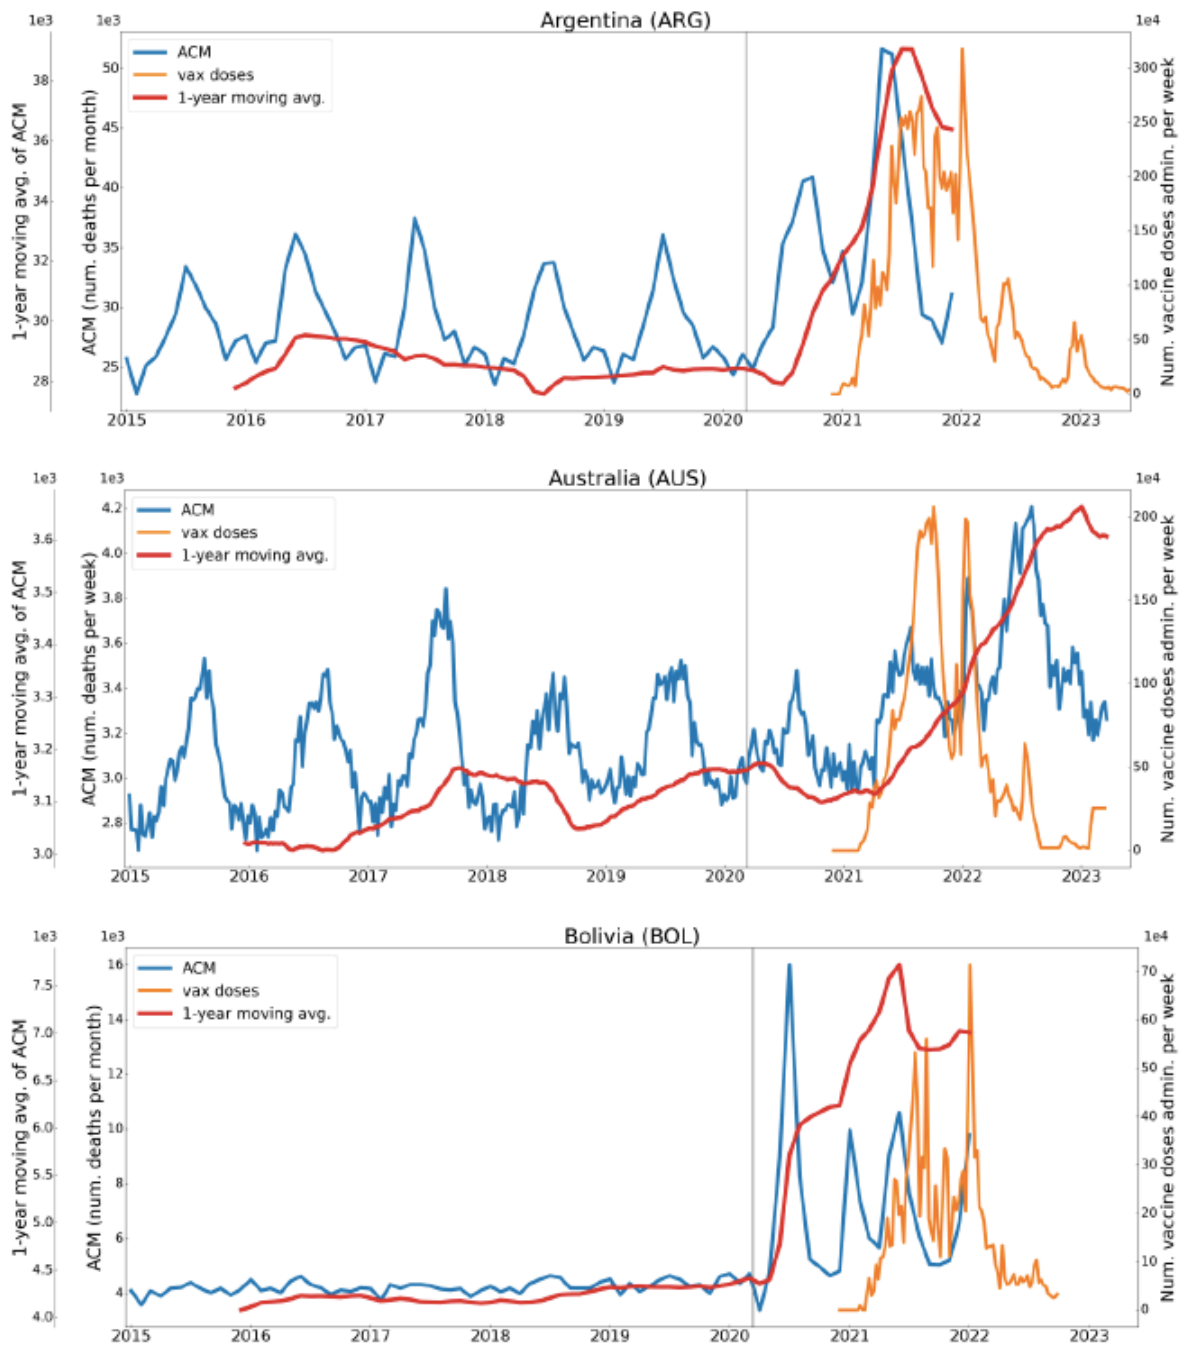 Argentina (ARG)
1e3
1e3
1e4
ACM
vax doses
1-year moving avg.
1-year moving avg. of ACM
38
36
34
32
30
28
ACM (num. deaths per month)
50
45
40
35
30
25
Num. vaccine doses admin. per week
300
250
200
150
100
50
0
2015 2016 2017 2018 2019 2020 2021 2022 2023
Australia (AUS)
1e3
1e3
1e4
ACM
vax doses
1-year moving avg.
1-year moving avg. of ACM
3.6
3.5
3.4
3.3
3.2
3.1
3.0
ACM (num. deaths per week)
4.2
4.0
3.8
3.6
3.4
3.2
3.0
2.8
Num. vaccine doses admin. per week
200
150
100
50
0
2015 2016 2017 2018 2019 2020 2021 2022 2023
Bolivia (BOL)
1e3
1e3
1e4
ACM
vax doses
1-year moving avg.
1-year moving avg. of ACM
7.5
7.0
6.5
6.0
5.5
5.0
4.5
4.0
ACM (num. deaths per month)
16
14
12
10
8
6
4
Num. vaccine doses admin. per week
70
60
50
40
30
20
10
0
2015 2016 2017 2018 2019 2020 2021 2022 2023